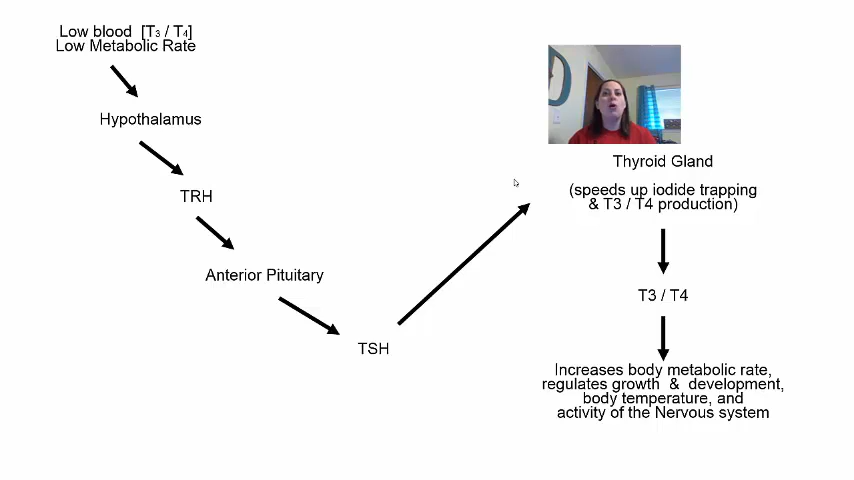 Low blood [T₃ / T₄]
Low Metabolic Rate
Hypothalamus
TRH
Anterior Pituitary
TSH
Thyroid Gland
(speeds up iodide trapping
& T3 / T4 production)
T3 / T4
Increases body metabolic rate,
regulates growth & development,
body temperature, and
activity of the Nervous system